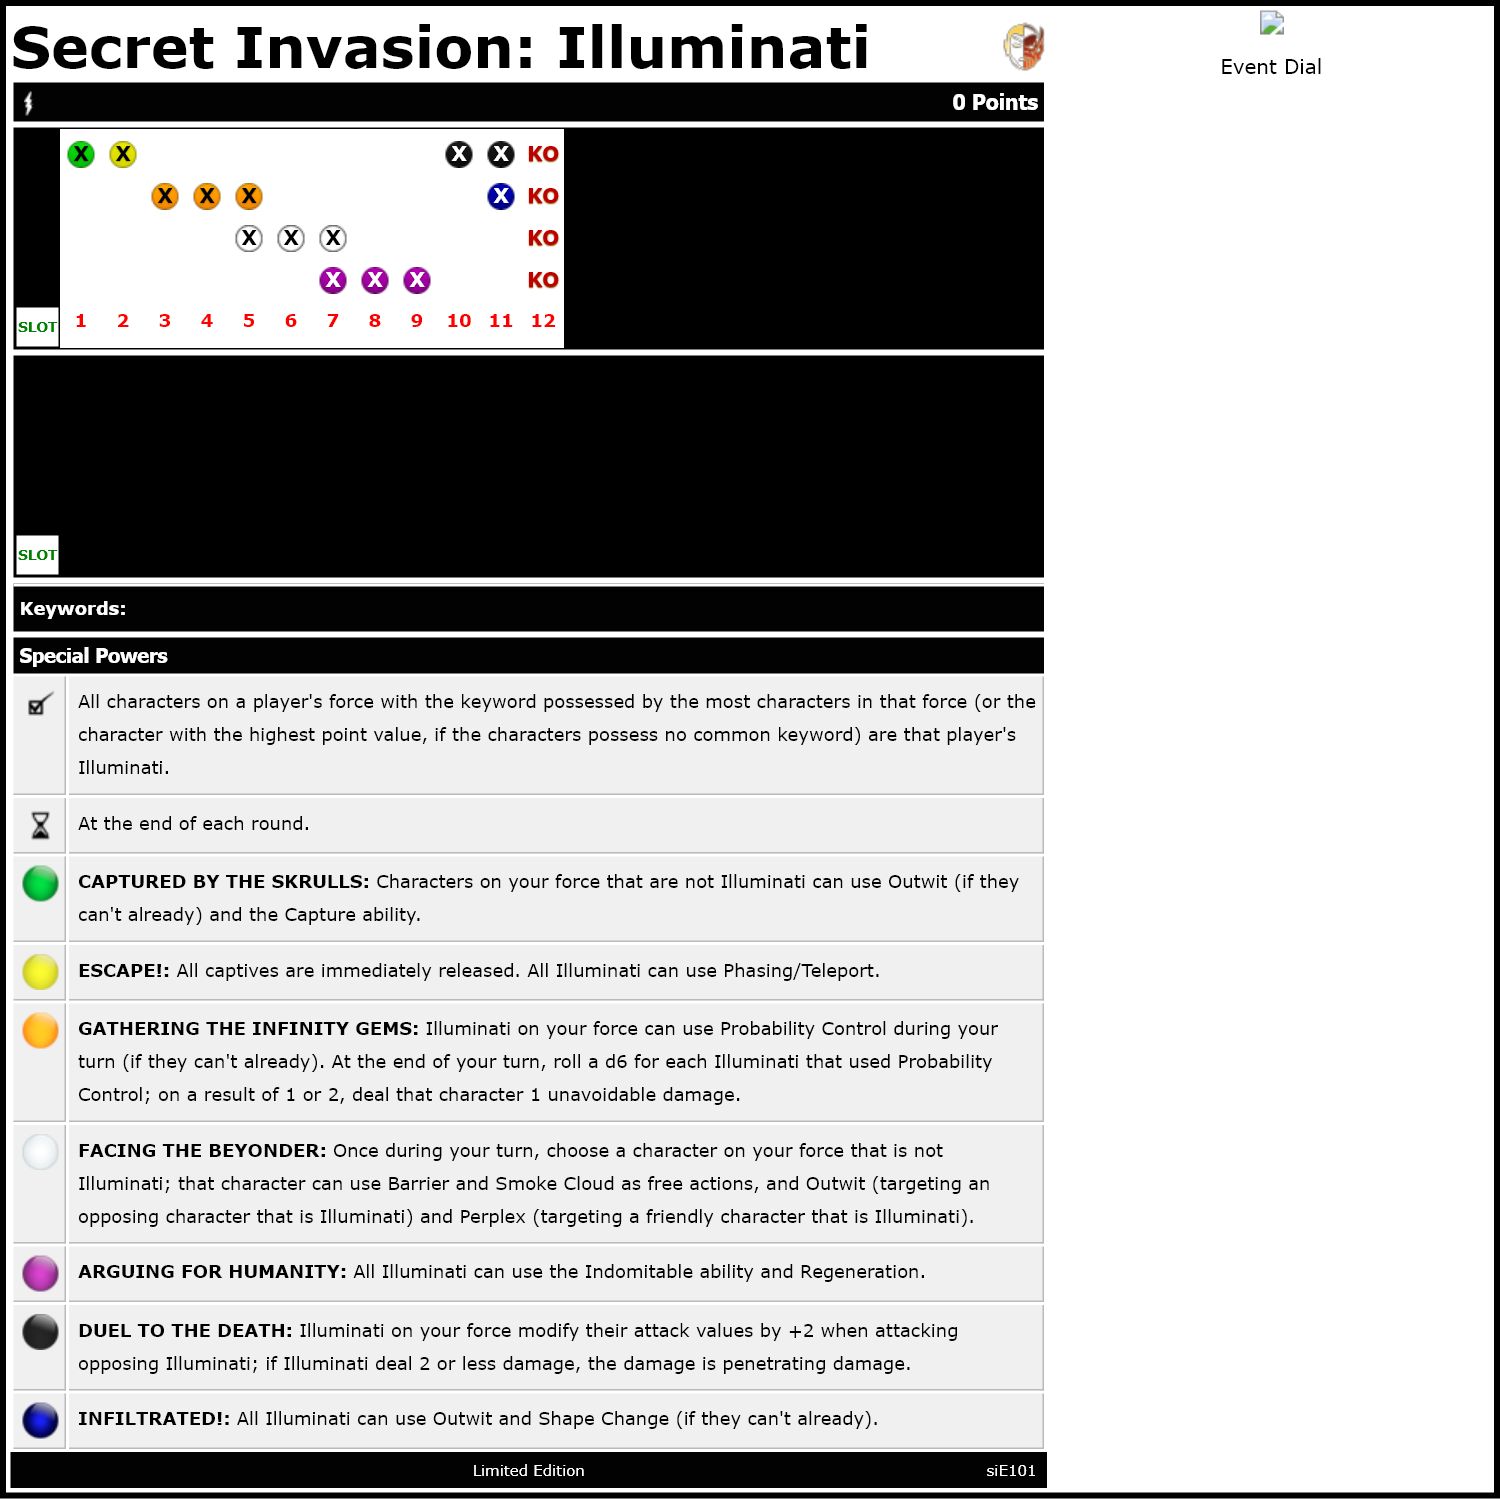 Secret Invasion: Illuminati
Event Dial
0 Points
X X X X KO
X X X X KO
X X X KO
X X X KO
SLOT 1 2 3 4 5 6 7 8 9 10 11 12
SLOT
Keywords:
Special Powers
All characters on a player's force with the keyword possessed by the most characters in that force (or the
character with the highest point value, if the characters possess no common keyword) are that player's
Illuminati.
At the end of each round.
CAPTURED BY THE SKRULLS: Characters on your force that are not Illuminati can use Outwit (if they
can't already) and the Capture ability.
ESCAPE!: All captives are immediately released. All Illuminati can use Phasing/Teleport.
GATHERING THE INFINITY GEMS: Illuminati on your force can use Probability Control during your
turn (if they can't already). At the end of your turn, roll a d6 for each Illuminati that used Probability
Control; on a result of 1 or 2, deal that character 1 unavoidable damage.
FACING THE BEYONDER: Once during your turn, choose a character on your force that is not
Illuminati; that character can use Barrier and Smoke Cloud as free actions, and Outwit (targeting an
opposing character that is Illuminati) and Perplex (targeting a friendly character that is Illuminati).
ARGUING FOR HUMANITY: All Illuminati can use the Indomitable ability and Regeneration.
DUEL TO THE DEATH: Illuminati on your force modify their attack values by +2 when attacking
opposing Illuminati; if Illuminati deal 2 or less damage, the damage is penetrating damage.
INFILTRATED!: All Illuminati can use Outwit and Shape Change (if they can't already).
Limited Edition siE101